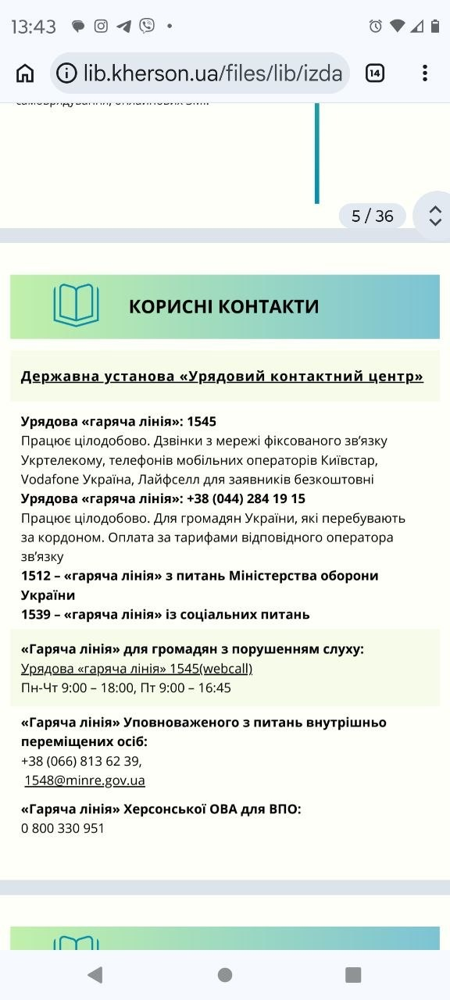 13:43
lib.kherson.ua/files/lib/izda
14
5 / 36
КОРИСНІ КОНТАКТИ
Державна установа «Урядовий контактний центр»
Урядова «гаряча лінія»: 1545
Працює цілодобово. Дзвінки з мережі фіксованого зв’язку
Укртелекому, телефонів мобільних операторів Київстар,
Vodafone Україна, Лайфселл для заявників безкоштовні
Урядова «гаряча лінія»: +38 (044) 284 19 15
Працює цілодобово. Для громадян України, які перебувають
за кордоном. Оплата за тарифами відповідного оператора
зв’язку
1512 – «гаряча лінія» з питань Міністерства оборони
України
1539 – «гаряча лінія» із соціальних питань
«Гаряча лінія» для громадян з порушенням слуху:
Урядова «гаряча лінія» 1545(webcall)
Пн-Чт 9:00 – 18:00, Пт 9:00 – 16:45
«Гаряча лінія» Уповноваженого з питань внутрішньо
переміщених осіб:
+38 (066) 813 62 39,
1548@minre.gov.ua
«Гаряча лінія» Херсонської ОВА для ВПО:
0 800 330 951